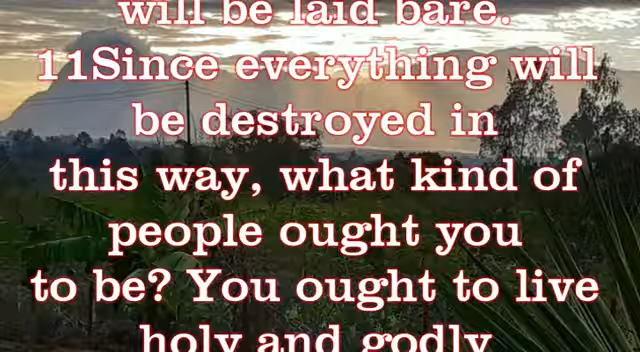 will be laid bare.
11Since everything will
be destroyed in
this way, what kind of
people ought you
to be? You ought to live
holy and godly